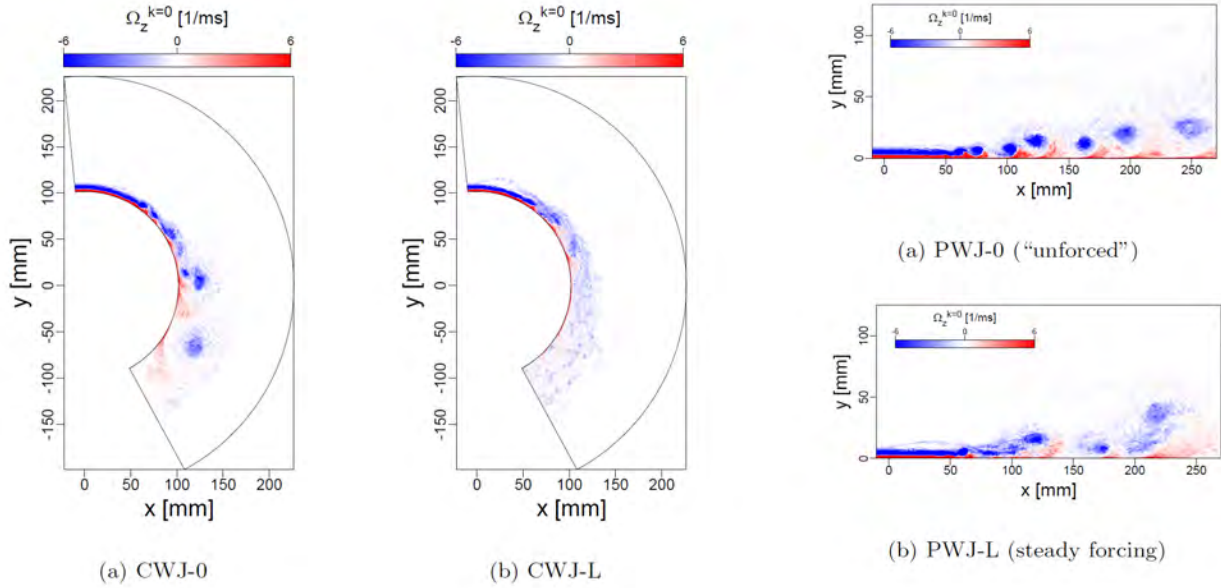 Ω_z^{k=0} [1/ms]
-6 0 6
y [mm]
200
150
100
50
0
-50
-100
-150
0 50 100 150 200
x [mm]
(a) CWJ-0
Ω_z^{k=0} [1/ms]
-6 0 6
y [mm]
200
150
100
50
0
-50
-100
-150
0 50 100 150 200
x [mm]
(b) CWJ-L
Ω_z^{k=0} [1/ms]
-6 0 6
y [mm]
100
50
0
0 50 100 150 200 250
x [mm]
(a) PWJ-0 (“unforced”)
Ω_z^{k=0} [1/ms]
-6 0 6
y [mm]
100
50
0
0 50 100 150 200 250
x [mm]
(b) PWJ-L (steady forcing)